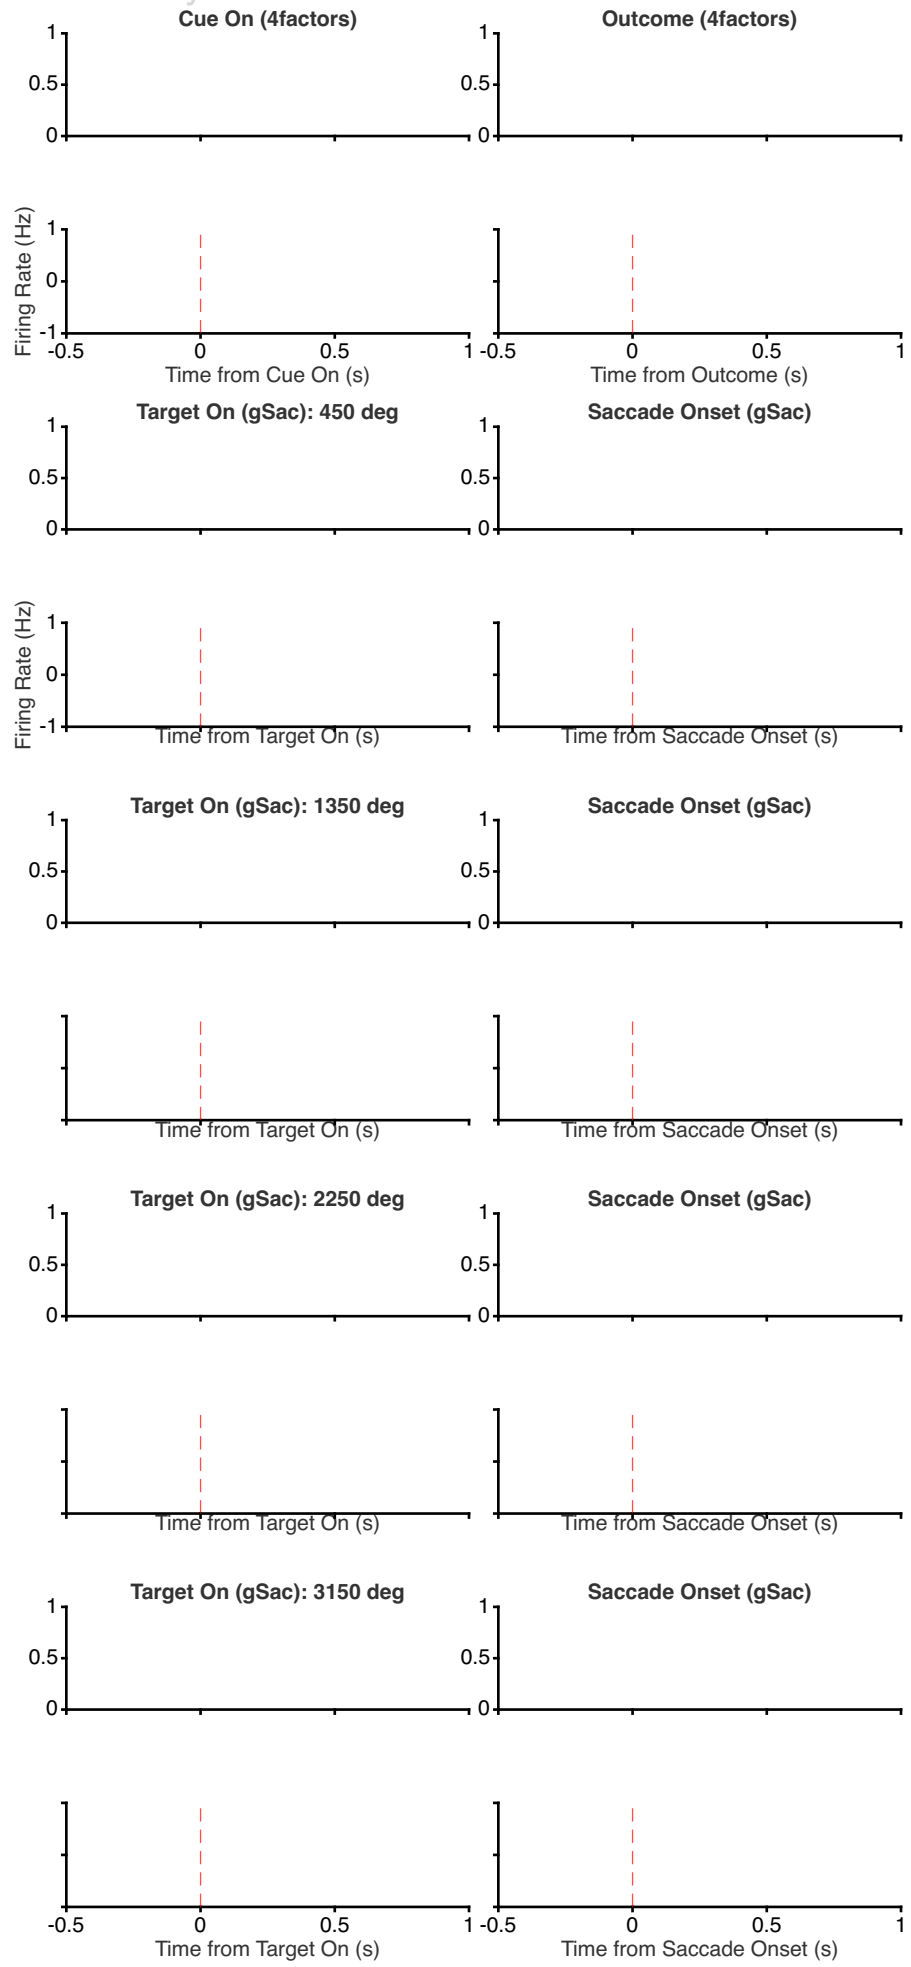 Cue On (4factors) Outcome (4factors)
1 1
0.5 0.5
0 0
Firing Rate (Hz)
1
0
-1
-0.5 0 0.5 1 -0.5 0 0.5 1
Time from Cue On (s) Time from Outcome (s)
Target On (gSac): 450 deg Saccade Onset (gSac)
1 1
0.5 0.5
0 0
Firing Rate (Hz)
1
0
-1
Time from Target On (s) Time from Saccade Onset (s)
Target On (gSac): 1350 deg Saccade Onset (gSac)
1 1
0.5 0.5
0 0
Time from Target On (s) Time from Saccade Onset (s)
Target On (gSac): 2250 deg Saccade Onset (gSac)
1 1
0.5 0.5
0 0
Time from Target On (s) Time from Saccade Onset (s)
Target On (gSac): 3150 deg Saccade Onset (gSac)
1 1
0.5 0.5
0 0
-0.5 0 0.5 1 -0.5 0 0.5 1
Time from Target On (s) Time from Saccade Onset (s)